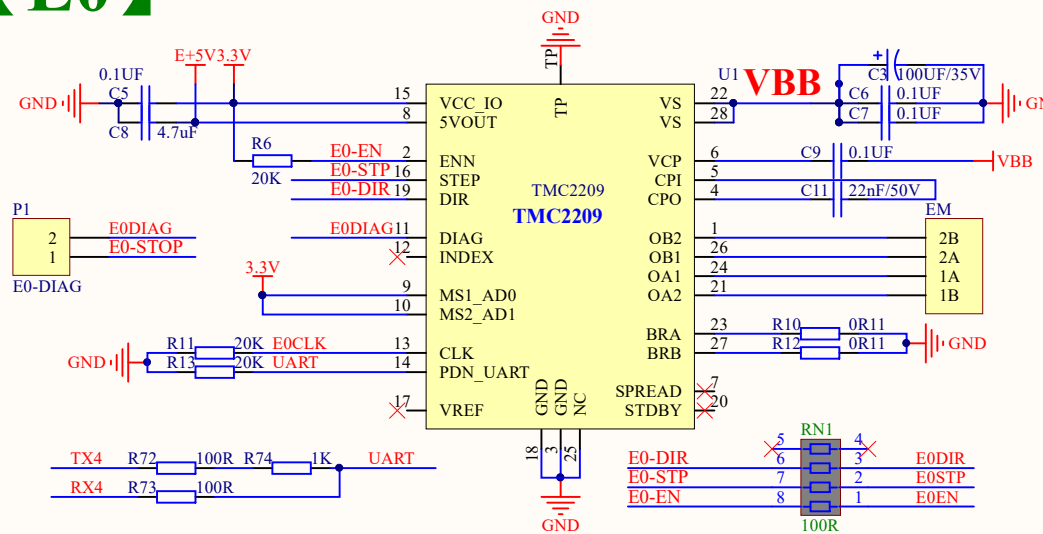 【E0】
GND
E+5V 3.3V
0.1UF
C5
GND
C8 4.7uF
R6
20K
E0-EN
E0-STP
E0-DIR
P1
2 E0DIAG
1 E0-STOP
E0-DIAG
E0DIAG
3.3V
R11 20K E0CLK
GND
R13 20K UART
TX4 R72 100R R74 1K UART
RX4 R73 100R
TP
TP
15 VCC_IO
8 5VOUT
2 ENN
16 STEP
19 DIR
11 DIAG
12 INDEX
9 MS1_AD0
10 MS2_AD1
13 CLK
14 PDN_UART
17 VREF
TMC2209
TMC2209
U1
VS 22
VS 28
VCP 6
CPI 5
CPO 4
OB2 1
OB1 26
OA1 24
OA2 21
BRA 23
BRB 27
SPREAD 7
STDBY 20
GND GND NC
18 3 25
GND
VBB
+
C3 100UF/35V
C6 0.1UF
C7 0.1UF
C9 0.1UF
VBB
C11 22nF/50V
EM
2B
2A
1A
1B
R10 0R11
R12 0R11
GND
RN1
5 4
E0-DIR 6 3 E0DIR
E0-STP 7 2 E0STP
E0-EN 8 1 E0EN
100R